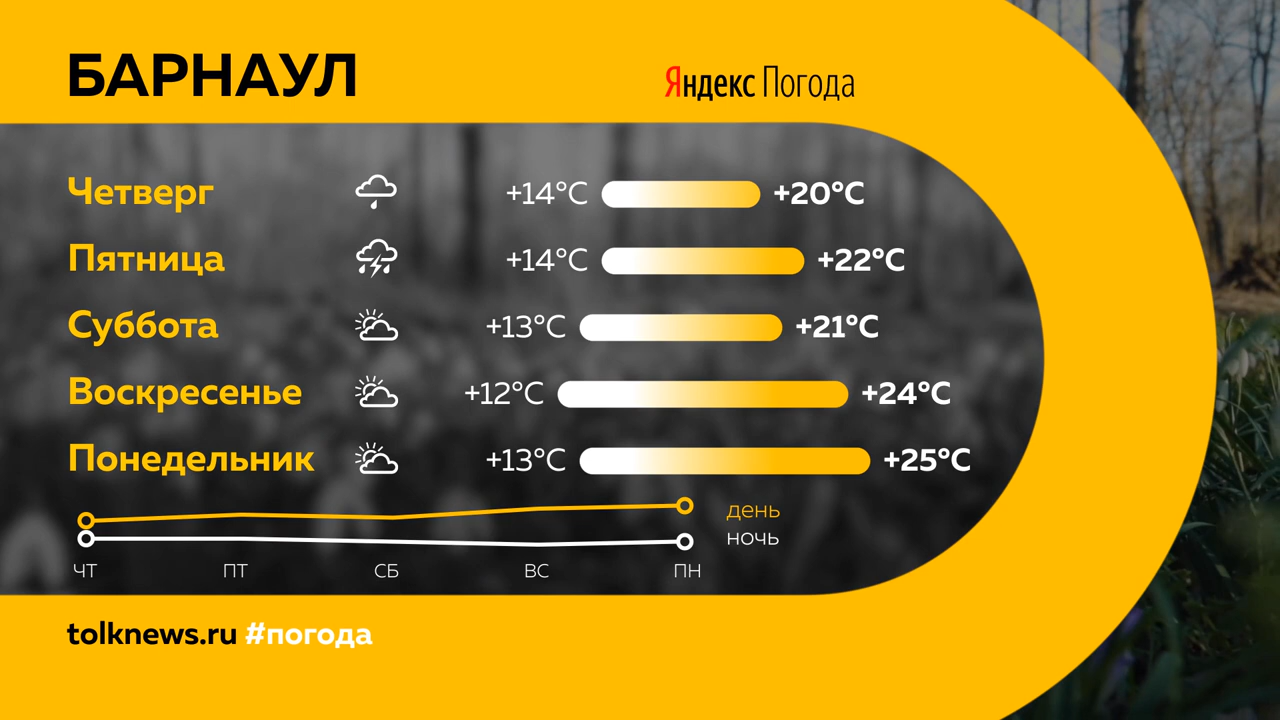 БАРНАУЛ
Яндекс Погода
Четверг +14°C +20°C
Пятница +14°C +22°C
Суббота +13°C +21°C
Воскресенье +12°C +24°C
Понедельник +13°C +25°C
день
ночь
ЧТ ПТ СБ ВС ПН
tolknews.ru #погода